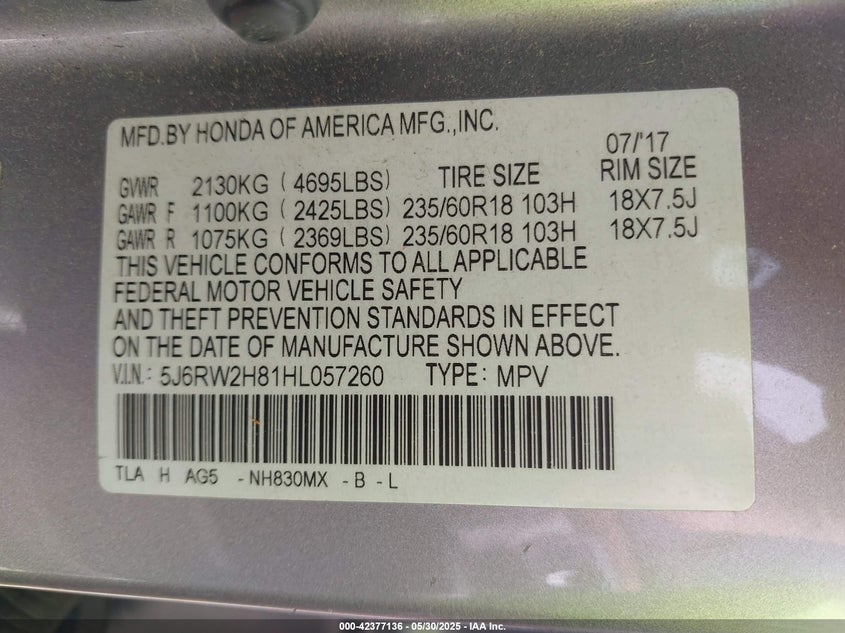 MFD.BY HONDA OF AMERICA MFG.,INC.
07/'17
GVWR 2130KG ( 4695LBS) TIRE SIZE RIM SIZE
GAWR F 1100KG ( 2425LBS) 235/60R18 103H 18X7.5J
GAWR R 1075KG ( 2369LBS) 235/60R18 103H 18X7.5J
THIS VEHICLE CONFORMS TO ALL APPLICABLE
FEDERAL MOTOR VEHICLE SAFETY
AND THEFT PREVENTION STANDARDS IN EFFECT
ON THE DATE OF MANUFACTURE SHOWN ABOVE.
V.I.N.: 5J6RW2H81HL057260 TYPE: MPV
TLA H AG5 -NH830MX -B -L
000-42377136 - 05/30/2025 - IAA Inc.